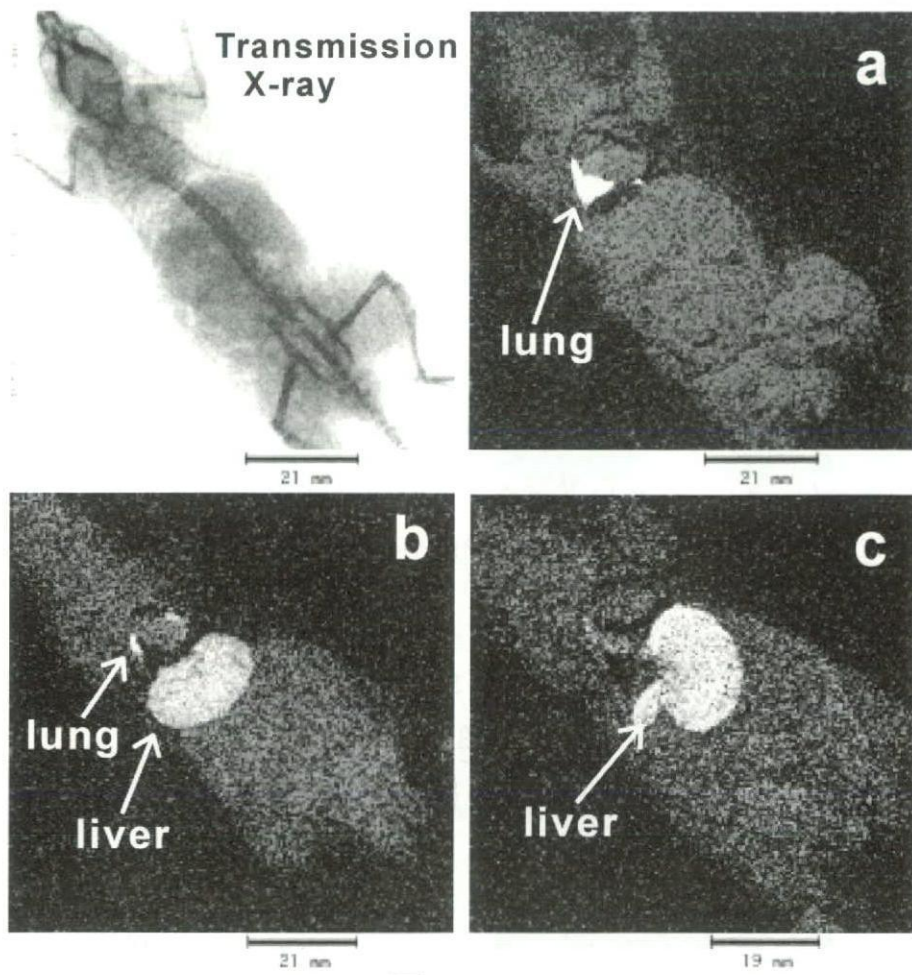 Transmission
X-ray
a
lung
21 mm
21 mm
b
lung
liver
c
liver
21 mm
19 mm